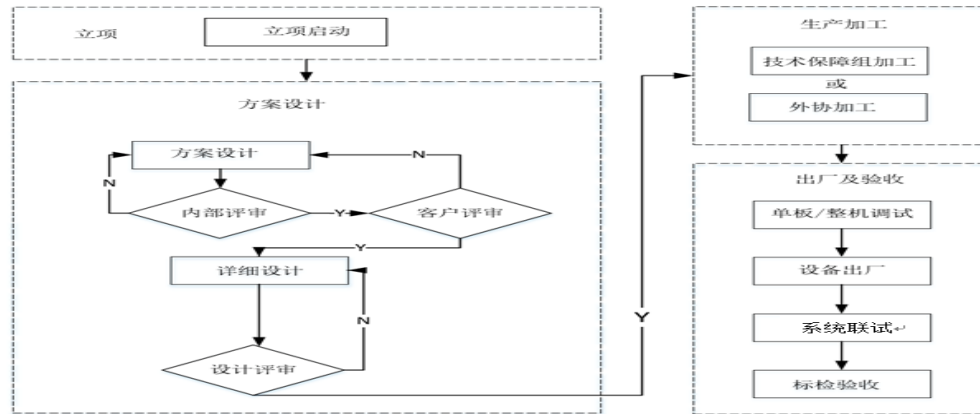 立项
立项启动
方案设计
方案设计
N
N
内部评审
Y
客户评审
Y
详细设计
N
设计评审
Y
生产加工
技术保障组加工
或
外协加工
出厂及验收
单板/整机调试
设备出厂
系统联试↵
标检验收